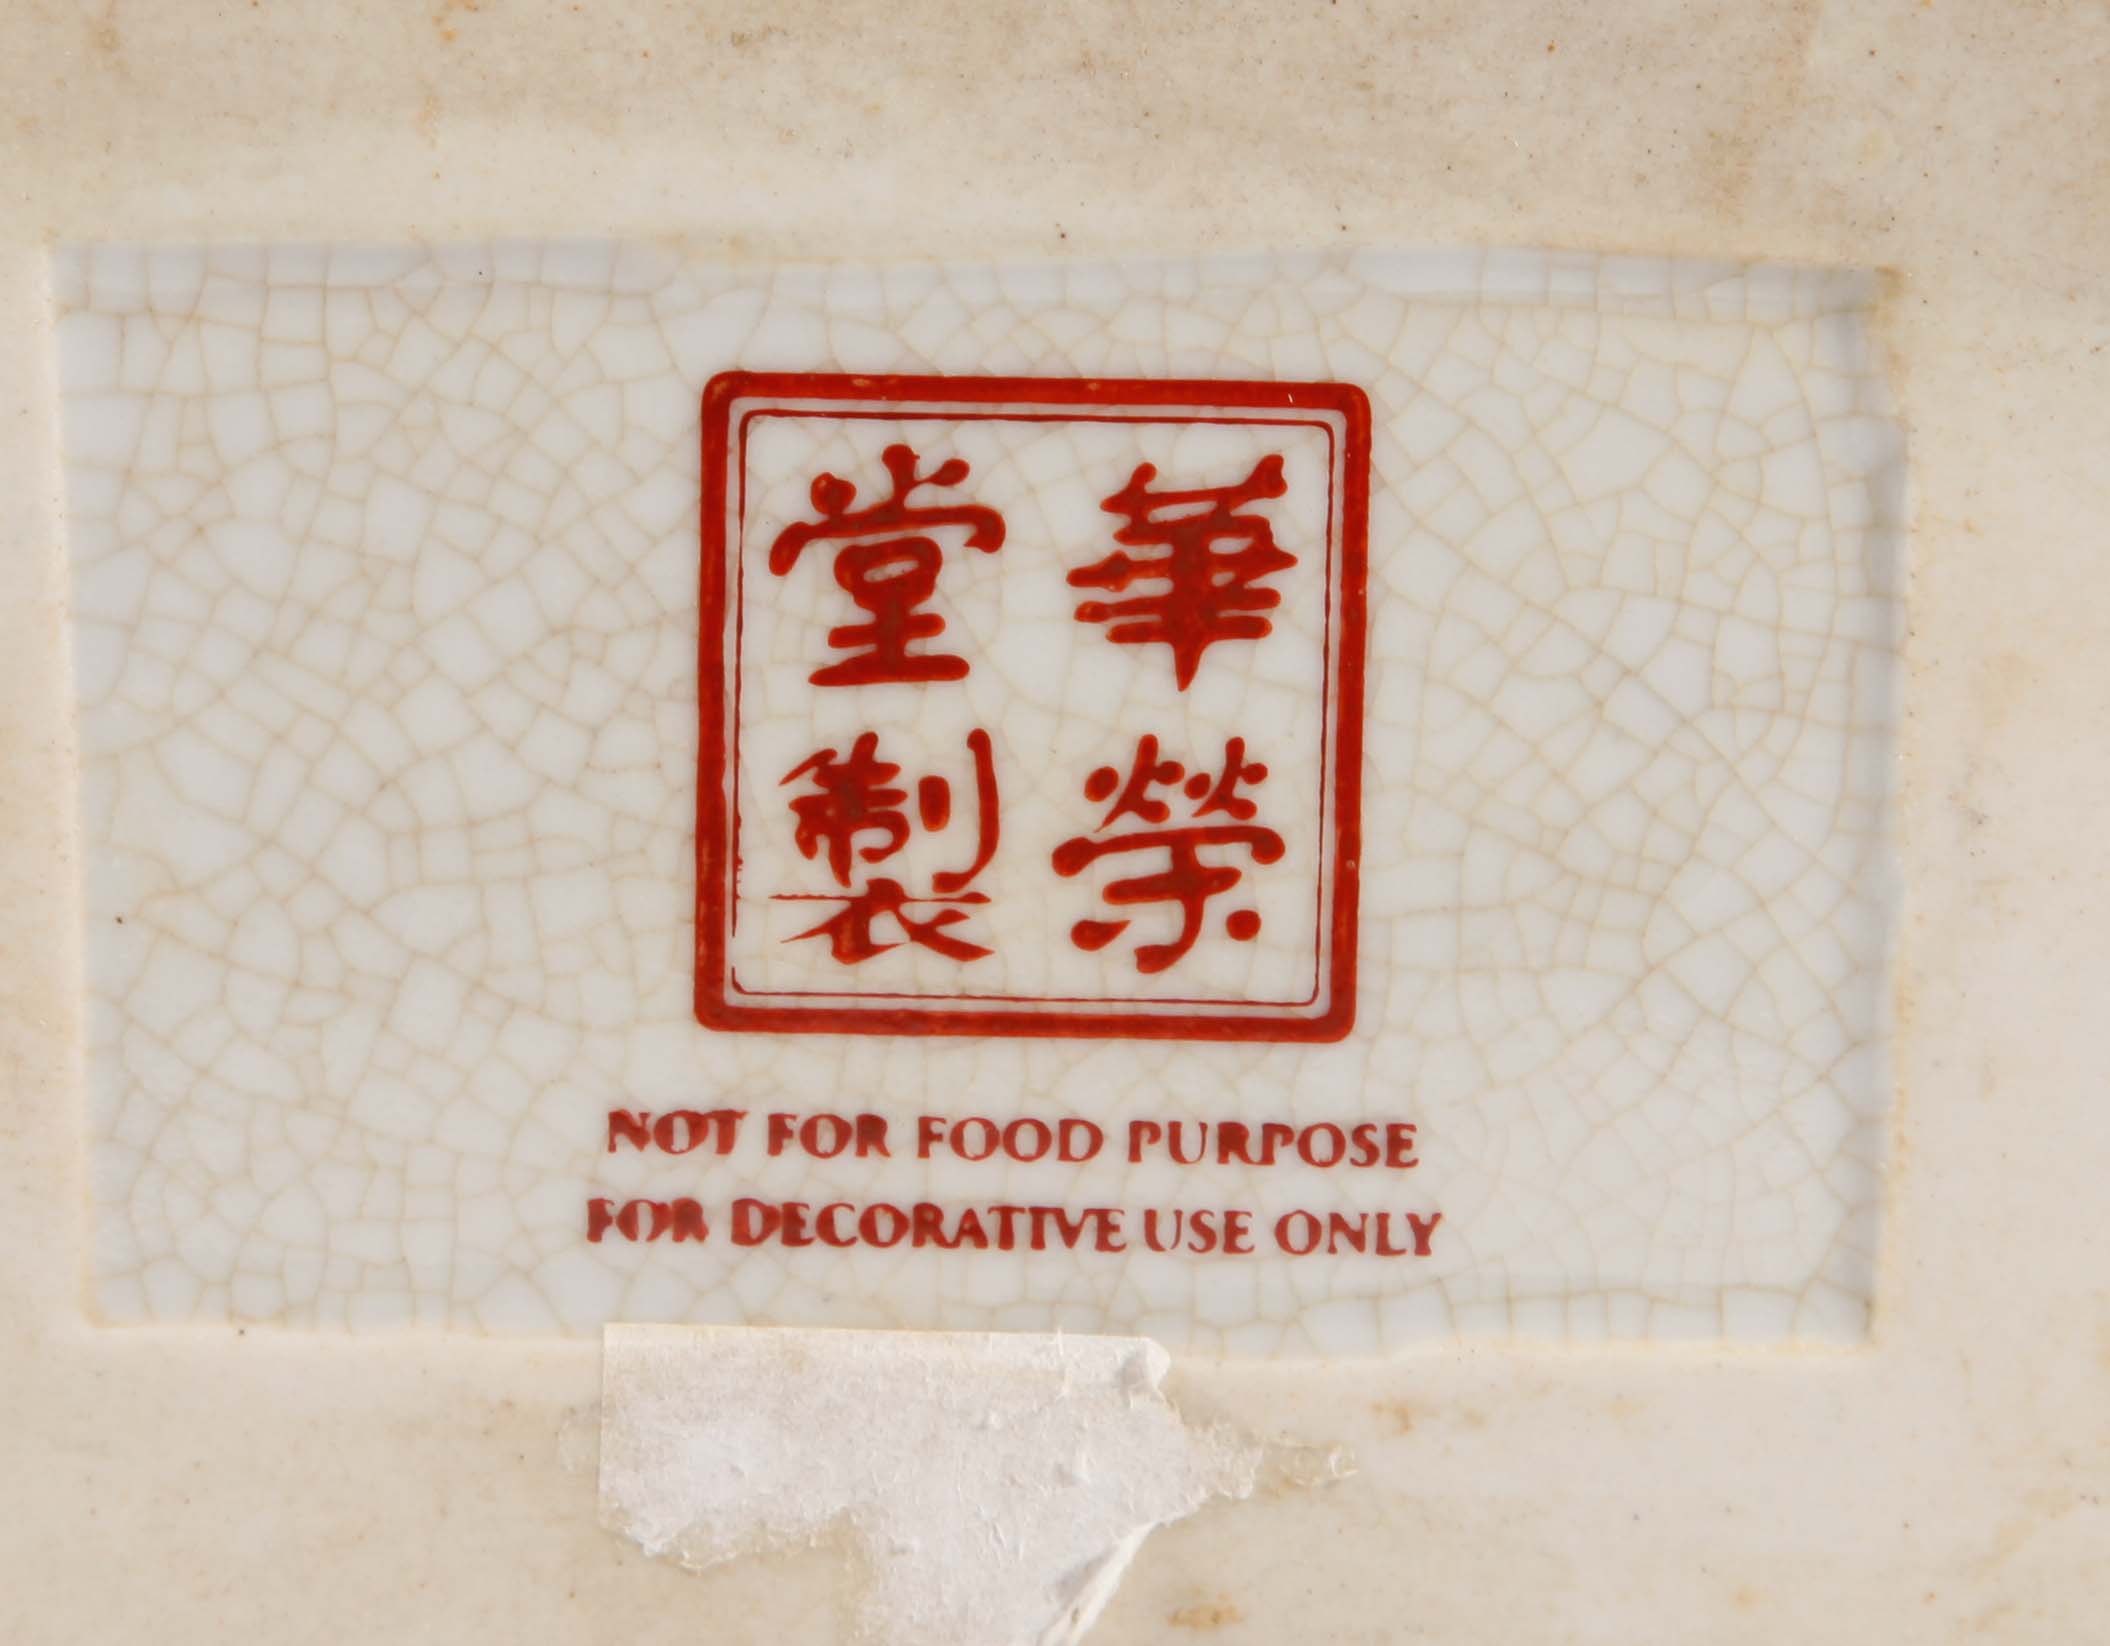 華榮
堂製
NOT FOR FOOD PURPOSE
FOR DECORATIVE USE ONLY